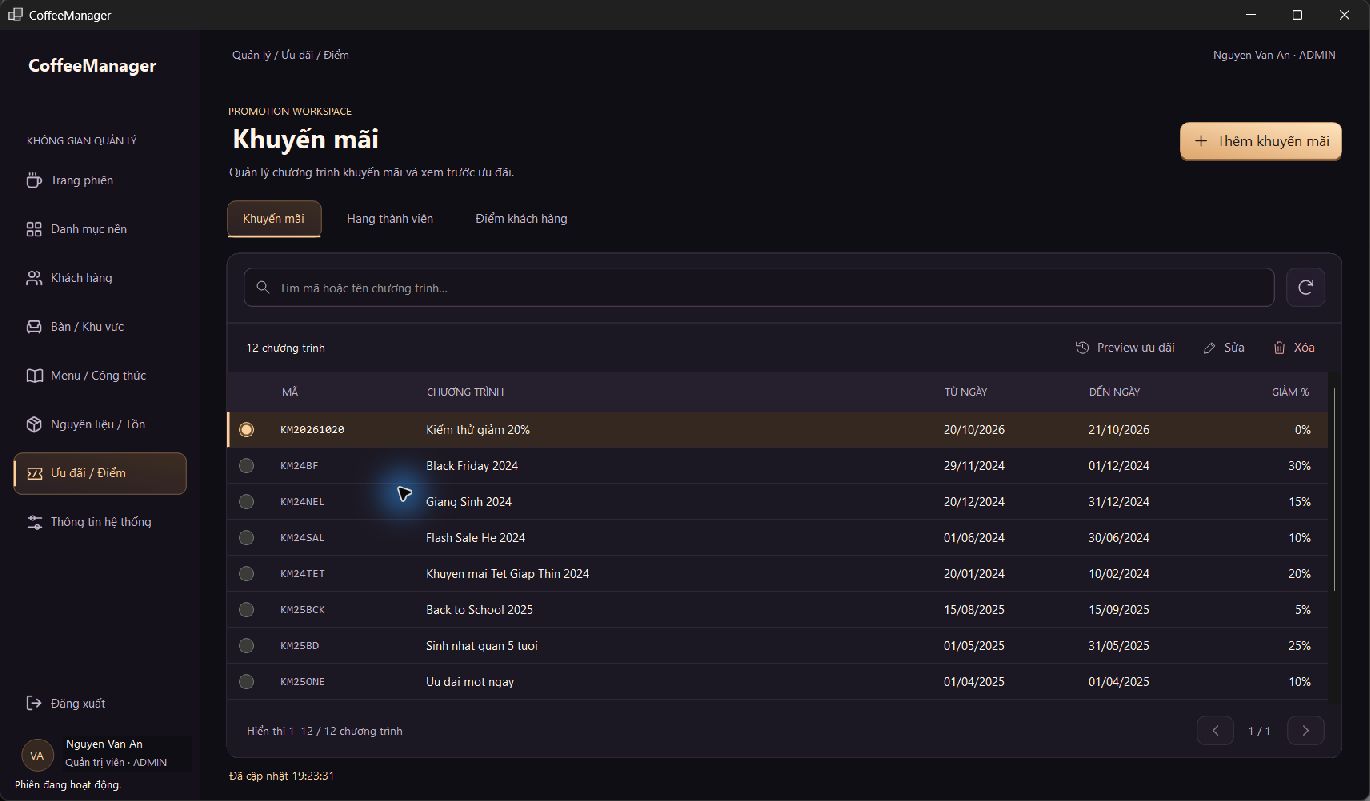 CoffeeManager
CoffeeManager
Quản lý / Ưu đãi / Điểm
Nguyen Van An · ADMIN
KHÔNG GIAN QUẢN LÝ
Trang phiên
Danh mục nền
Khách hàng
Bàn / Khu vực
Menu / Công thức
Nguyên liệu / Tồn
Ưu đãi / Điểm
Thông tin hệ thống
Đăng xuất
VA
Nguyen Van An
Quản trị viên · ADMIN
Phiên đang hoạt động.
PROMOTION WORKSPACE
Khuyến mãi
Quản lý chương trình khuyến mãi và xem trước ưu đãi.
+ Thêm khuyến mãi
Khuyến mãi
Hạng thành viên
Điểm khách hàng
Tìm mã hoặc tên chương trình...
12 chương trình
Preview ưu đãi
Sửa
Xóa
MÃ CHƯƠNG TRÌNH TỪ NGÀY ĐẾN NGÀY GIẢM %
KM20261020 Kiểm thử giảm 20% 20/10/2026 21/10/2026 0%
KM24BF Black Friday 2024 29/11/2024 01/12/2024 30%
KM24NEL Giang Sinh 2024 20/12/2024 31/12/2024 15%
KM24SAL Flash Sale He 2024 01/06/2024 30/06/2024 10%
KM24TET Khuyen mai Tet Giap Thin 2024 20/01/2024 10/02/2024 20%
KM25BCK Back to School 2025 15/08/2025 15/09/2025 5%
KM25BD Sinh nhat quan 5 tuoi 01/05/2025 31/05/2025 25%
KM25ONE Uu dai mot ngay 01/04/2025 01/04/2025 10%
Hiển thị 1-12 / 12 chương trình
1 / 1
Đã cập nhật 19:23:31